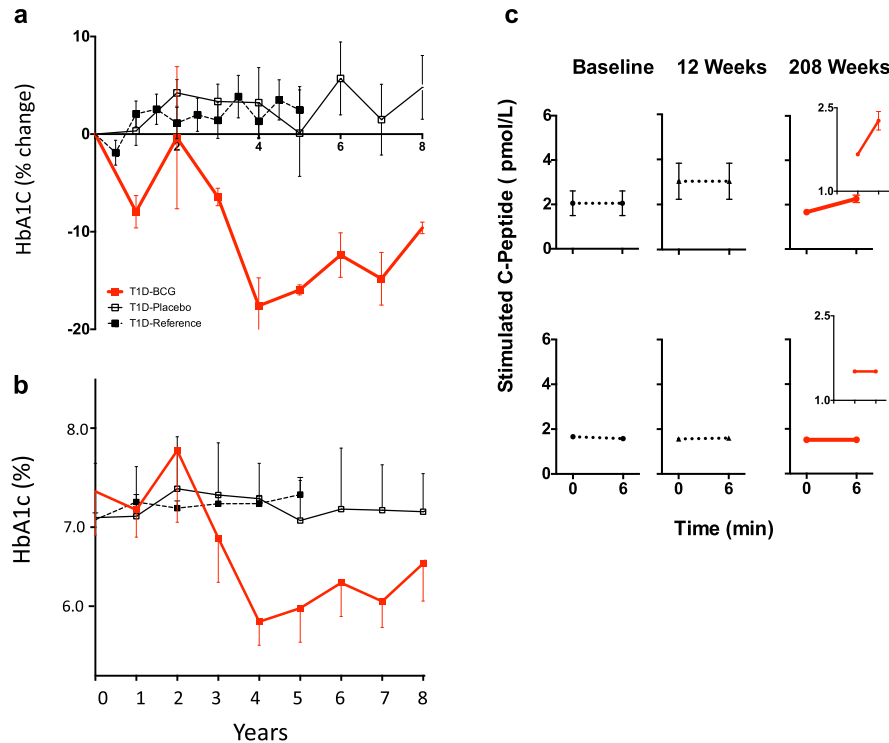 a
10
0
-10
-20
HbA1C (% change)
2
4
6
8
T1D-BCG
T1D-Placebo
T1D-Reference
b
8.0
7.0
6.0
HbA1c (%)
0 1 2 3 4 5 6 7 8
Years
c
Baseline 12 Weeks 208 Weeks
Stimulated C-Peptide ( pmol/L)
6
4
2
0
2.5
1.0
6
4
2
0
2.5
1.0
0 6 0 6 0 6
Time (min)